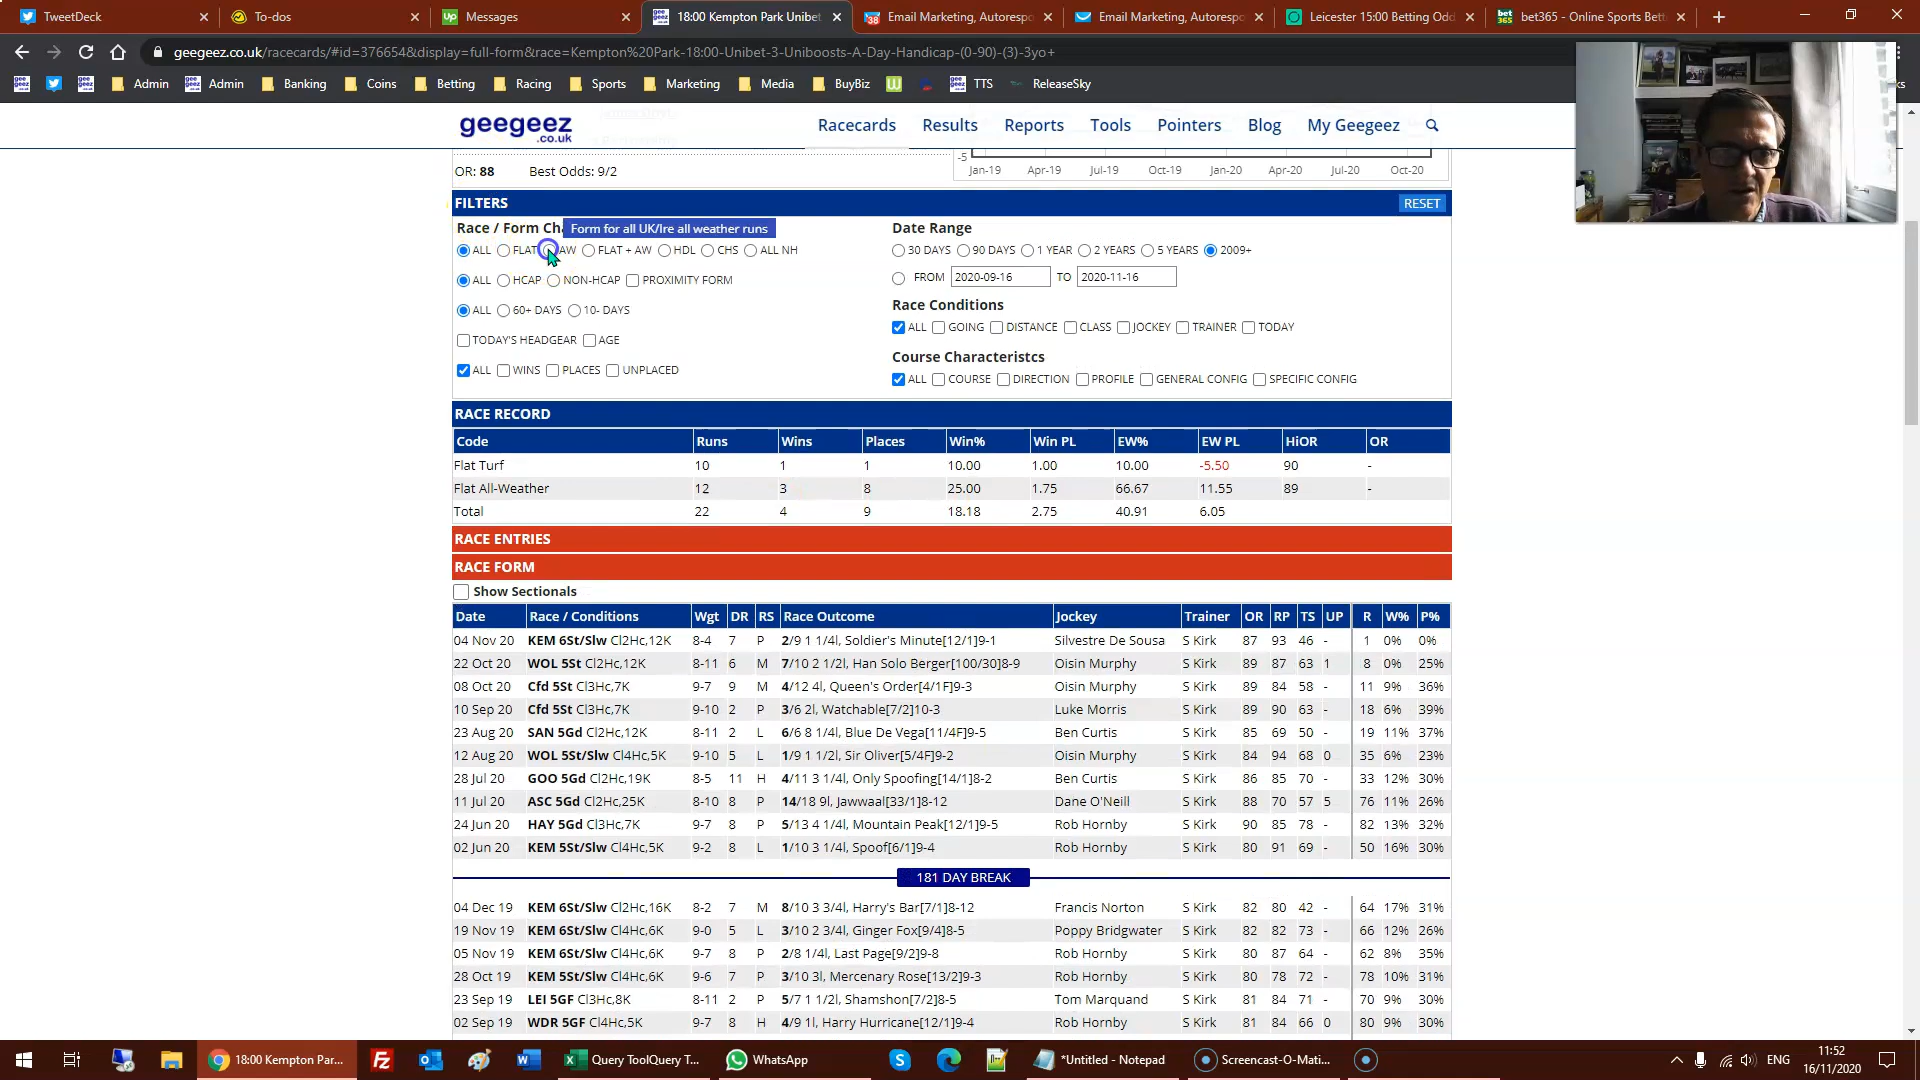 TweetDeck To-dos Messages 18:00 Kempton Park Unibet Email Marketing, Autorespo Email Marketing, Autorespo Leicester 15:00 Betting Odd bet365 - Online Sports Bett
geegeez.co.uk/racecards/#id=376654&display=full-form&race=Kempton%20Park-18:00-Unibet-3-Uniboosts-A-Day-Handicap-(0-90)-(3)-3yo+
Admin Admin Banking Coins Betting Racing Sports Marketing Media BuyBiz TTS ReleaseSky
geegeez.co.uk Racecards Results Reports Tools Pointers Blog My Geegeez
-5
OR: 88 Best Odds: 9/2 Jan-19 Apr-19 Jul-19 Oct-19 Jan-20 Apr-20 Jul-20 Oct-20
FILTERS RESET
Race / Form Ch Form for all UK/Ire all weather runs Date Range
ALL FLAT AW FLAT + AW HDL CHS ALL NH 30 DAYS 90 DAYS 1 YEAR 2 YEARS 5 YEARS 2009+
ALL HCAP NON-HCAP PROXIMITY FORM FROM 2020-09-16 TO 2020-11-16
Race Conditions
ALL 60+ DAYS 10- DAYS
ALL GOING DISTANCE CLASS JOCKEY TRAINER TODAY
TODAY'S HEADGEAR AGE
Course Characteristcs
ALL WINS PLACES UNPLACED
ALL COURSE DIRECTION PROFILE GENERAL CONFIG SPECIFIC CONFIG
RACE RECORD
Code Runs Wins Places Win% Win PL EW% EW PL HiOR OR
Flat Turf 10 1 1 10.00 1.00 10.00 -5.50 90 -
Flat All-Weather 12 3 8 25.00 1.75 66.67 11.55 89 -
Total 22 4 9 18.18 2.75 40.91 6.05
RACE ENTRIES
RACE FORM
Show Sectionals
Date Race / Conditions Wgt DR RS Race Outcome Jockey Trainer OR RP TS UP R W% P%
04 Nov 20 KEM 6St/Slw Cl2Hc,12K 8-4 7 P 2/9 1 1/4l, Soldier's Minute[12/1]9-1 Silvestre De Sousa S Kirk 87 93 46 - 1 0% 0%
22 Oct 20 WOL 5St Cl2Hc,12K 8-11 6 M 7/10 2 1/2l, Han Solo Berger[100/30]8-9 Oisin Murphy S Kirk 89 87 63 1 8 0% 25%
08 Oct 20 Cfd 5St Cl3Hc,7K 9-7 9 M 4/12 4l, Queen's Order[4/1F]9-3 Oisin Murphy S Kirk 89 84 58 - 11 9% 36%
10 Sep 20 Cfd 5St Cl3Hc,7K 9-10 2 P 3/6 2l, Watchable[7/2]10-3 Luke Morris S Kirk 89 90 63 - 18 6% 39%
23 Aug 20 SAN 5Gd Cl2Hc,12K 8-11 2 L 6/6 8 1/4l, Blue De Vega[11/4F]9-5 Ben Curtis S Kirk 85 69 50 - 19 11% 37%
12 Aug 20 WOL 5St/Slw Cl4Hc,5K 9-10 5 L 1/9 1 1/2l, Sir Oliver[5/4F]9-2 Oisin Murphy S Kirk 84 94 68 0 35 6% 23%
28 Jul 20 GOO 5Gd Cl2Hc,19K 8-5 11 H 4/11 3 1/4l, Only Spoofing[14/1]8-2 Ben Curtis S Kirk 86 85 70 - 33 12% 30%
11 Jul 20 ASC 5Gd Cl2Hc,25K 8-10 8 P 14/18 9l, Jawwaal[33/1]8-12 Dane O'Neill S Kirk 88 70 57 5 76 11% 26%
24 Jun 20 HAY 5Gd Cl3Hc,7K 9-7 8 P 5/13 4 1/4l, Mountain Peak[12/1]9-5 Rob Hornby S Kirk 90 85 78 - 82 13% 32%
02 Jun 20 KEM 5St/Slw Cl4Hc,5K 9-2 8 L 1/10 3 1/4l, Spoof[6/1]9-4 Rob Hornby S Kirk 80 91 69 - 50 16% 30%
181 DAY BREAK
04 Dec 19 KEM 6St/Slw Cl2Hc,16K 8-2 7 M 8/10 3 3/4l, Harry's Bar[7/1]8-12 Francis Norton S Kirk 82 80 42 - 64 17% 31%
19 Nov 19 KEM 6St/Slw Cl4Hc,6K 9-0 5 L 3/10 2 3/4l, Ginger Fox[9/4]8-5 Poppy Bridgwater S Kirk 82 82 73 - 66 12% 26%
05 Nov 19 KEM 6St/Slw Cl4Hc,6K 9-7 8 P 2/8 1/4l, Last Page[9/2]9-8 Rob Hornby S Kirk 80 87 64 - 62 8% 35%
28 Oct 19 KEM 5St/Slw Cl4Hc,6K 9-6 7 P 3/10 3l, Mercenary Rose[13/2]9-3 Rob Hornby S Kirk 80 78 72 - 78 10% 31%
23 Sep 19 LEI 5GF Cl3Hc,8K 8-11 2 P 5/7 1 1/2l, Shamshon[7/2]8-5 Tom Marquand S Kirk 81 84 71 - 70 9% 30%
02 Sep 19 WDR 5GF Cl4Hc,5K 9-7 8 H 4/9 1l, Harry Hurricane[12/1]9-4 Rob Hornby S Kirk 81 84 66 0 80 9% 30%
18:00 Kempton Par... Query ToolQuery T... WhatsApp *Untitled - Notepad Screencast-O-Mati... ENG 11:52
16/11/2020